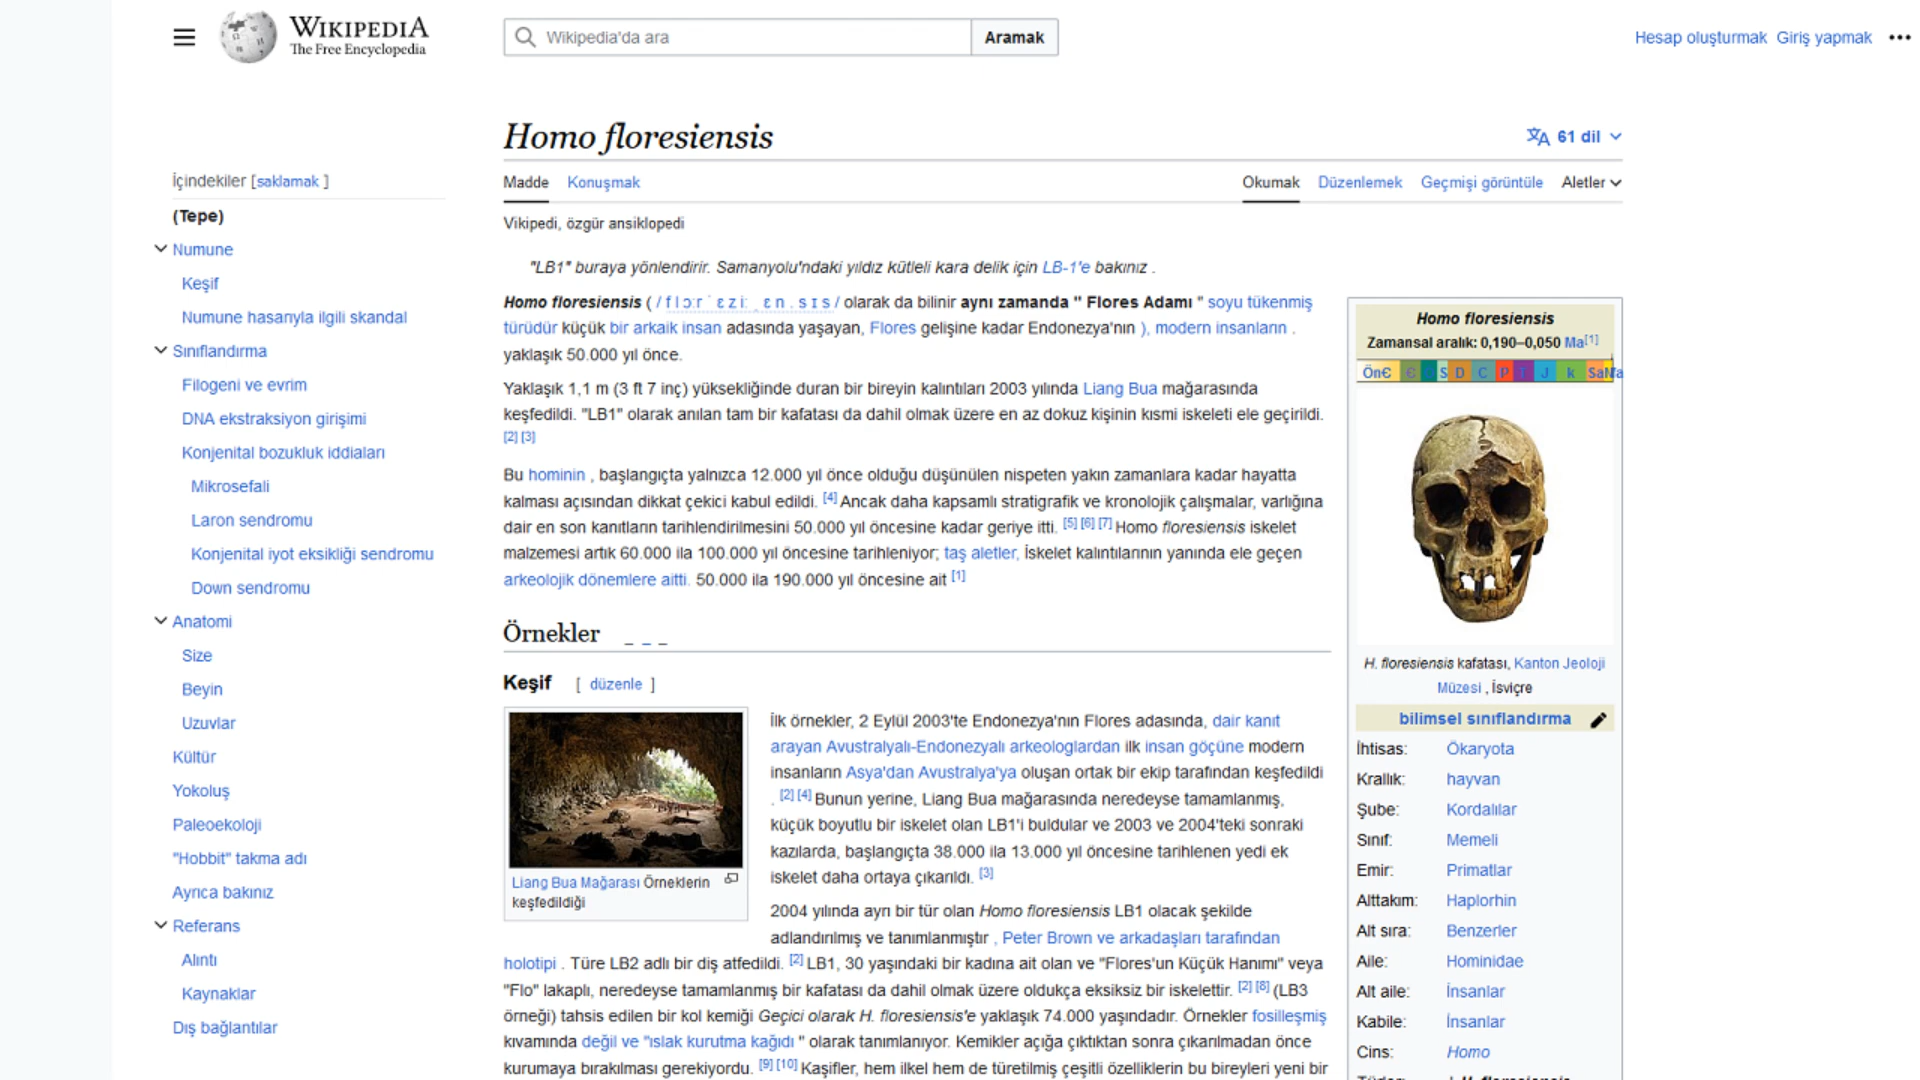 WIKIPEDIA
The Free Encyclopedia
Wikipedia'da ara
Aramak
Hesap oluşturmak Giriş yapmak
Homo floresiensis
61 dil
Madde Konuşmak
Okumak Düzenlemek Geçmişi görüntüle Aletler
Vikipedi, özgür ansiklopedi
İçindekiler [saklamak ]
(Tepe)
Numune
Keşif
Numune hasarıyla ilgili skandal
Sınıflandırma
Filogeni ve evrim
DNA ekstraksiyon girişimi
Konjenital bozukluk iddiaları
Mikrosefali
Laron sendromu
Konjenital iyot eksikliği sendromu
Down sendromu
Anatomi
Size
Beyin
Uzuvlar
Kültür
Yokoluş
Paleoekoloji
"Hobbit" takma adı
Ayrıca bakınız
Referans
Alıntı
Kaynaklar
Dış bağlantılar
"LB1" buraya yönlendirir. Samanyolu'ndaki yıldız kütleli kara delik için LB-1'e bakınız .
Homo floresiensis ( / f l ɔː r ˈ ɛ z iː ˌ ɛ n . s ɪ s / olarak da bilinir aynı zamanda " Flores Adamı " soyu tükenmiş
türüdür küçük bir arkaik insan adasında yaşayan, Flores gelişine kadar Endonezya'nın ), modern insanların .
yaklaşık 50.000 yıl önce.
Yaklaşık 1,1 m (3 ft 7 inç) yüksekliğinde duran bir bireyin kalıntıları 2003 yılında Liang Bua mağarasında
keşfedildi. "LB1" olarak anılan tam bir kafatası da dahil olmak üzere en az dokuz kişinin kısmi iskeleti ele geçirildi.
[2] [3]
Bu hominin , başlangıçta yalnızca 12.000 yıl önce olduğu düşünülen nispeten yakın zamanlara kadar hayatta
kalması açısından dikkat çekici kabul edildi. [4] Ancak daha kapsamlı stratigrafik ve kronolojik çalışmalar, varlığına
dair en son kanıtların tarihlendirilmesini 50.000 yıl öncesine kadar geriye itti. [5] [6] [7] Homo floresiensis iskelet
malzemesi artık 60.000 ila 100.000 yıl öncesine tarihleniyor; taş aletler, İskelet kalıntılarının yanında ele geçen
arkeolojik dönemlere aitti. 50.000 ila 190.000 yıl öncesine ait [1]
Örnekler
Keşif [ düzenle ]
Liang Bua Mağarası Örneklerin
keşfedildiği
İlk örnekler, 2 Eylül 2003'te Endonezya'nın Flores adasında, dair kanıt
arayan Avustralyalı-Endonezyalı arkeologlardan ilk insan göçüne modern
insanların Asya'dan Avustralya'ya oluşan ortak bir ekip tarafından keşfedildi
. [2] [4] Bunun yerine, Liang Bua mağarasında neredeyse tamamlanmış,
küçük boyutlu bir iskelet olan LB1'i buldular ve 2003 ve 2004'teki sonraki
kazılarda, başlangıçta 38.000 ila 13.000 yıl öncesine tarihlenen yedi ek
iskelet daha ortaya çıkarıldı. [3]
2004 yılında ayrı bir tür olan Homo floresiensis LB1 olacak şekilde
adlandırılmış ve tanımlanmıştır , Peter Brown ve arkadaşları tarafından
holotipi . Türe LB2 adlı bir diş atfedildi. [2] LB1, 30 yaşındaki bir kadına ait olan ve "Flores'un Küçük Hanımı" veya
"Flo" lakaplı, neredeyse tamamlanmış bir kafatası da dahil olmak üzere oldukça eksiksiz bir iskelettir. [2] [8] (LB3
örneği) tahsis edilen bir kol kemiği Geçici olarak H. floresiensis'e yaklaşık 74.000 yaşındadır. Örnekler fosilleşmiş
kıvamında değil ve "ıslak kurutma kağıdı " olarak tanımlanıyor. Kemikler açığa çıktıktan sonra çıkarılmadan önce
kurumaya bırakılması gerekiyordu. [9] [10] Kaşifler, hem ilkel hem de türetilmiş çeşitli özelliklerin bu bireyleri yeni bir
Homo floresiensis
Zamansal aralık: 0,190–0,050 Ma[1]
ÖnЄ Є S D C P T J k
H. floresiensis kafatası, Kanton Jeoloji
Müzesi , İsviçre
bilimsel sınıflandırma
İhtisas: Ökaryota
Krallık: hayvan
Şube: Kordalılar
Sınıf: Memeli
Emir: Primatlar
Alttakım: Haplorhin
Alt sıra: Benzerler
Aile: Hominidae
Alt aile: İnsanlar
Kabile: İnsanlar
Cins: Homo